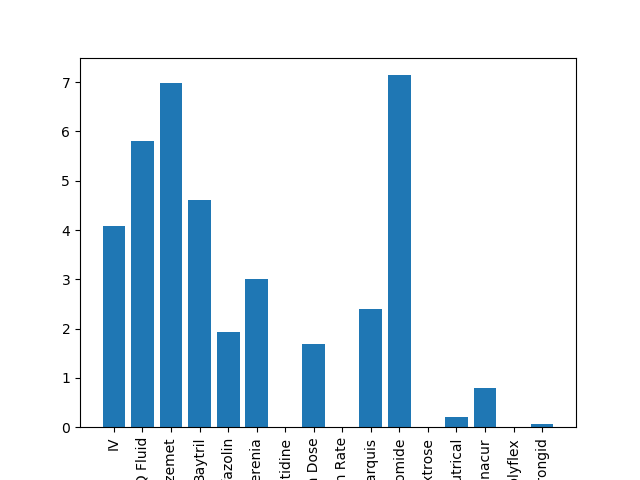 7
6
5
4
3
2
1
0
IV
Q Fluid
zemet
Baytril
azolin
erenia
tidine
n Dose
n Rate
arquis
omide
xtrose
utrical
nacur
lyflex
rongid